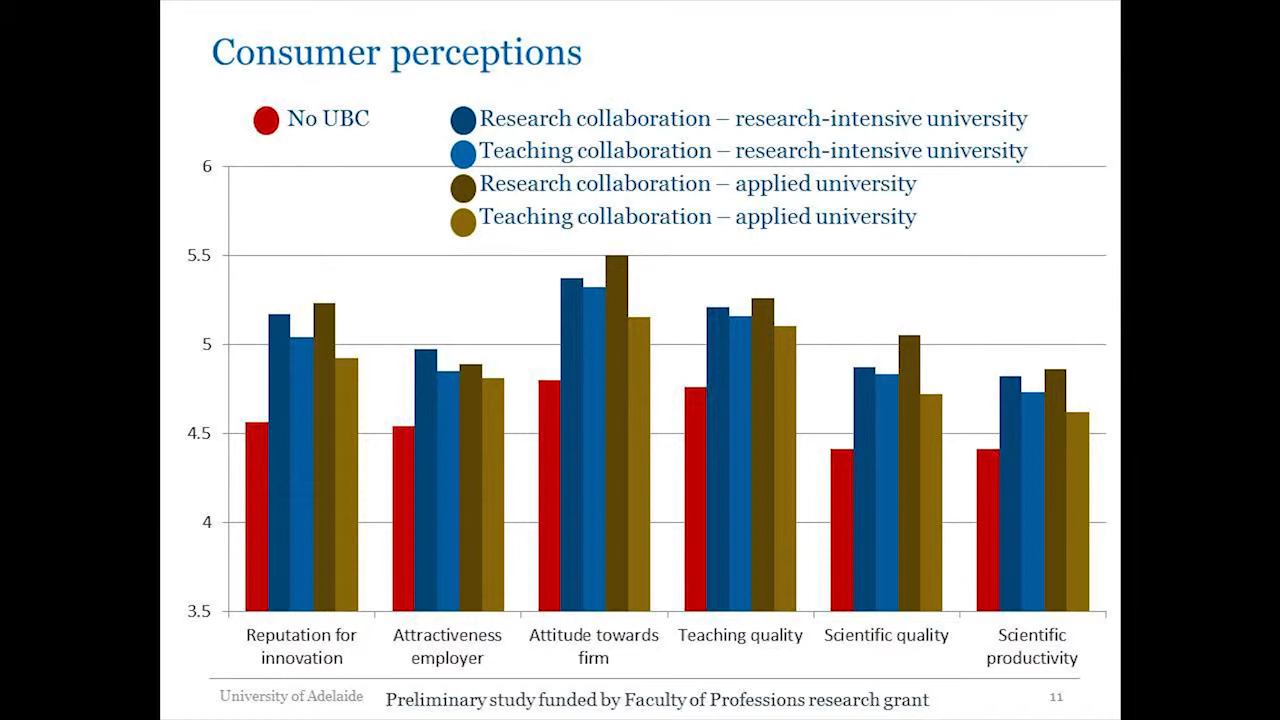 Consumer perceptions
No UBC
Research collaboration – research-intensive university
Teaching collaboration – research-intensive university
Research collaboration – applied university
Teaching collaboration – applied university
6
5.5
5
4.5
4
3.5
Reputation for innovation
Attractiveness employer
Attitude towards firm
Teaching quality
Scientific quality
Scientific productivity
University of Adelaide
Preliminary study funded by Faculty of Professions research grant
11